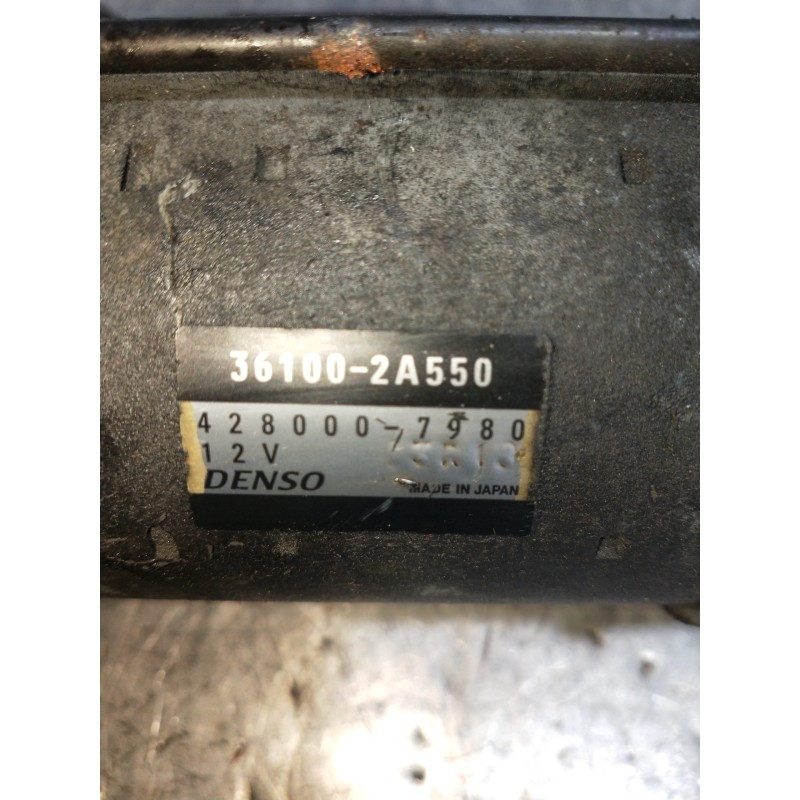 36100-2A550
428000-7980
12V
DENSO
MADE IN JAPAN